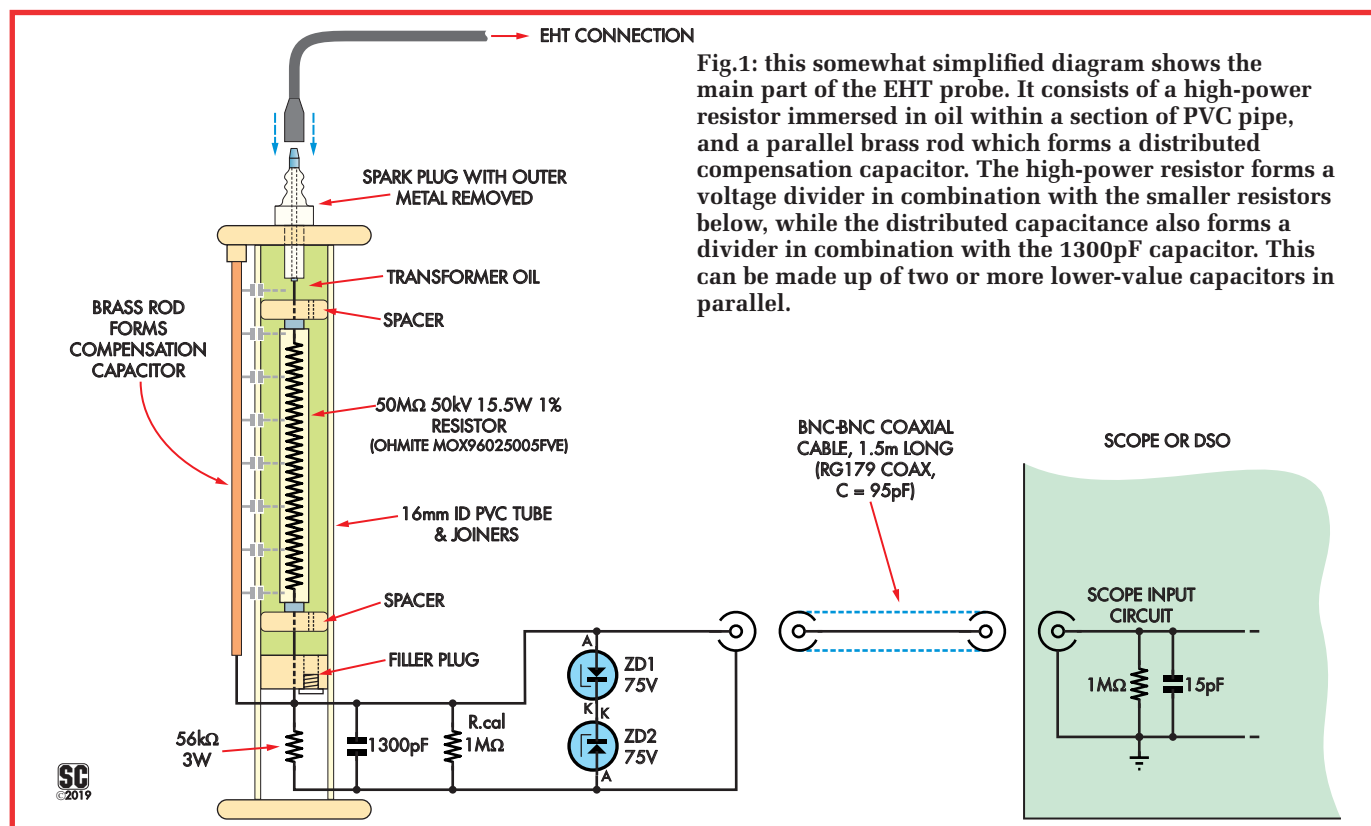 EHT CONNECTION
Fig.1: this somewhat simplified diagram shows the
main part of the EHT probe. It consists of a high-power
resistor immersed in oil within a section of PVC pipe,
and a parallel brass rod which forms a distributed
compensation capacitor. The high-power resistor forms a
voltage divider in combination with the smaller resistors
below, while the distributed capacitance also forms a
divider in combination with the 1300pF capacitor. This
can be made up of two or more lower-value capacitors in
parallel.
SPARK PLUG WITH OUTER
METAL REMOVED
TRANSFORMER OIL
SPACER
BRASS ROD
FORMS
COMPENSATION
CAPACITOR
50MΩ 50kV 15.5W 1%
RESISTOR
(OHMITE MOX96025005FVE)
16mm ID PVC TUBE
& JOINERS
SPACER
FILLER PLUG
BNC-BNC COAXIAL
CABLE, 1.5m LONG
(RG179 COAX,
C = 95pF)
SCOPE OR DSO
SCOPE INPUT
CIRCUIT
1MΩ
15pF
A
ZD1
75V
K K
ZD2
75V
A
56kΩ
3W
1300pF
R.cal
1MΩ
SC
©2019